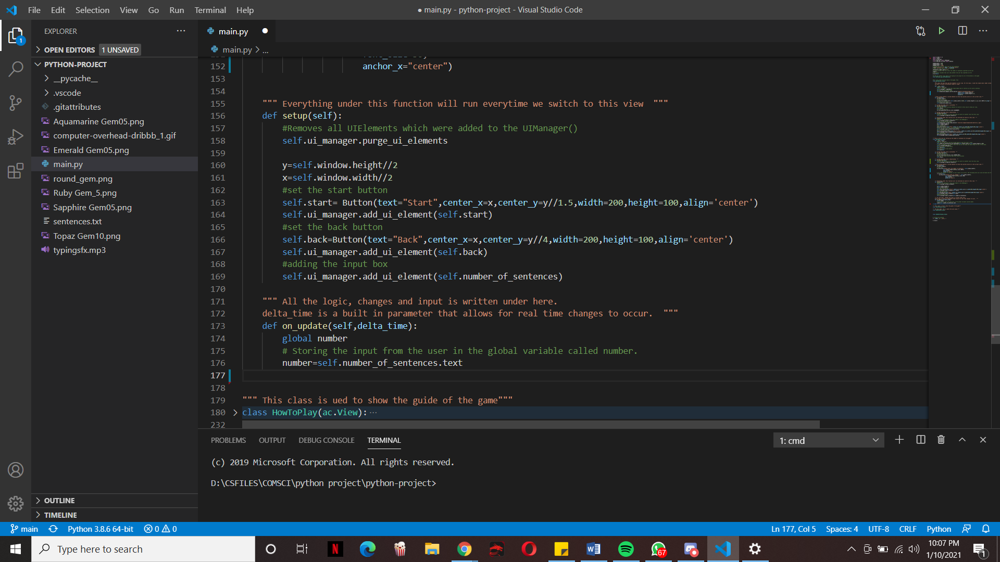 File Edit Selection View Go Run Terminal Help
● main.py - python-project - Visual Studio Code
EXPLORER
1
OPEN EDITORS 1 UNSAVED
PYTHON-PROJECT
__pycache__
.vscode
.gitattributes
Aquamarine Gem05.png
computer-overhead-dribbb_1.gif
Emerald Gem05.png
main.py
round_gem.png
Ruby Gem_5.png
Sapphire Gem05.png
sentences.txt
Topaz Gem10.png
typingsfx.mp3
OUTLINE
TIMELINE
main.py
main.py > ...
152 anchor_x="center")
153
154
155 """ Everything under this function will run everytime we switch to this view """
156 def setup(self):
157 #Removes all UIElements which were added to the UIManager()
158 self.ui_manager.purge_ui_elements
159
160 y=self.window.height//2
161 x=self.window.width//2
162 #set the start button
163 self.start= Button(text="Start",center_x=x,center_y=y//1.5,width=200,height=100,align='center')
164 self.ui_manager.add_ui_element(self.start)
165 #set the back button
166 self.back=Button(text="Back",center_x=x,center_y=y//4,width=200,height=100,align='center')
167 self.ui_manager.add_ui_element(self.back)
168 #adding the input box
169 self.ui_manager.add_ui_element(self.number_of_sentences)
170
171 """ All the logic, changes and input is written under here.
172 delta_time is a built in parameter that allows for real time changes to occur. """
173 def on_update(self,delta_time):
174 global number
175 # Storing the input from the user in the global variable called number.
176 number=self.number_of_sentences.text
177
178
179 """ This class is ued to show the guide of the game"""
180 class HowToPlay(ac.View):···
232
PROBLEMS OUTPUT DEBUG CONSOLE TERMINAL
1: cmd
(c) 2019 Microsoft Corporation. All rights reserved.
D:\CSFILES\COMSCI\python project\python-project>
main Python 3.8.6 64-bit 0 0
Ln 177, Col 5 Spaces: 4 UTF-8 CRLF Python
Type here to search
67
10:07 PM
1/10/2021
1